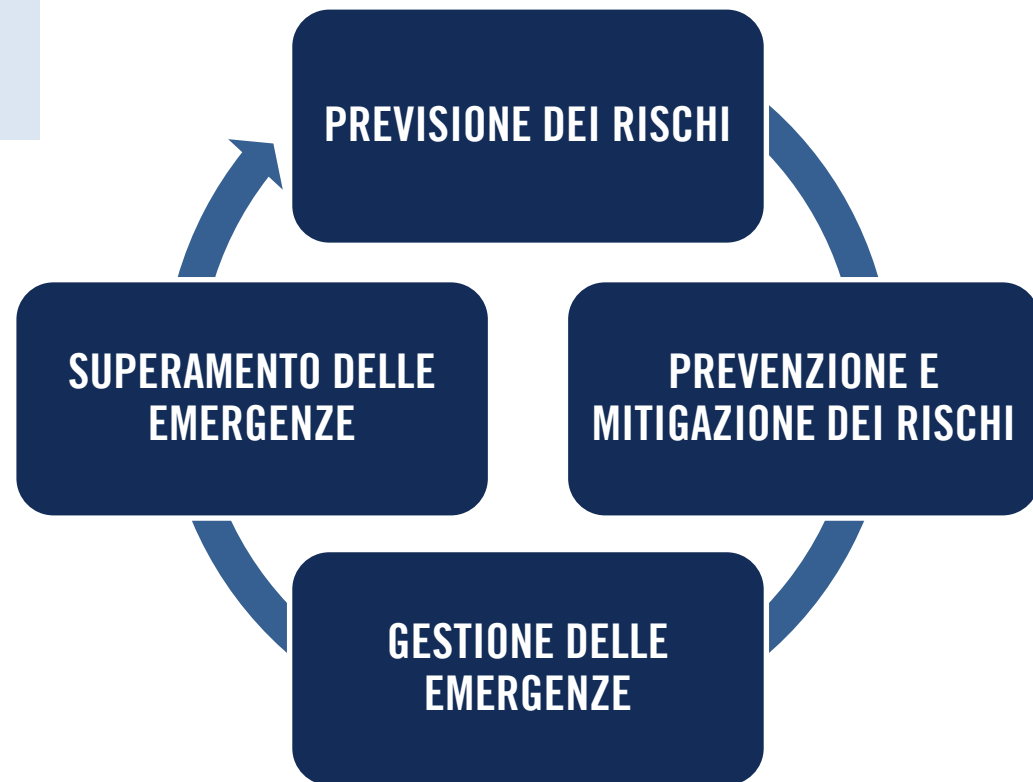 PREVISIONE DEI RISCHI
PREVENZIONE E
MITIGAZIONE DEI RISCHI
GESTIONE DELLE
EMERGENZE
SUPERAMENTO DELLE
EMERGENZE